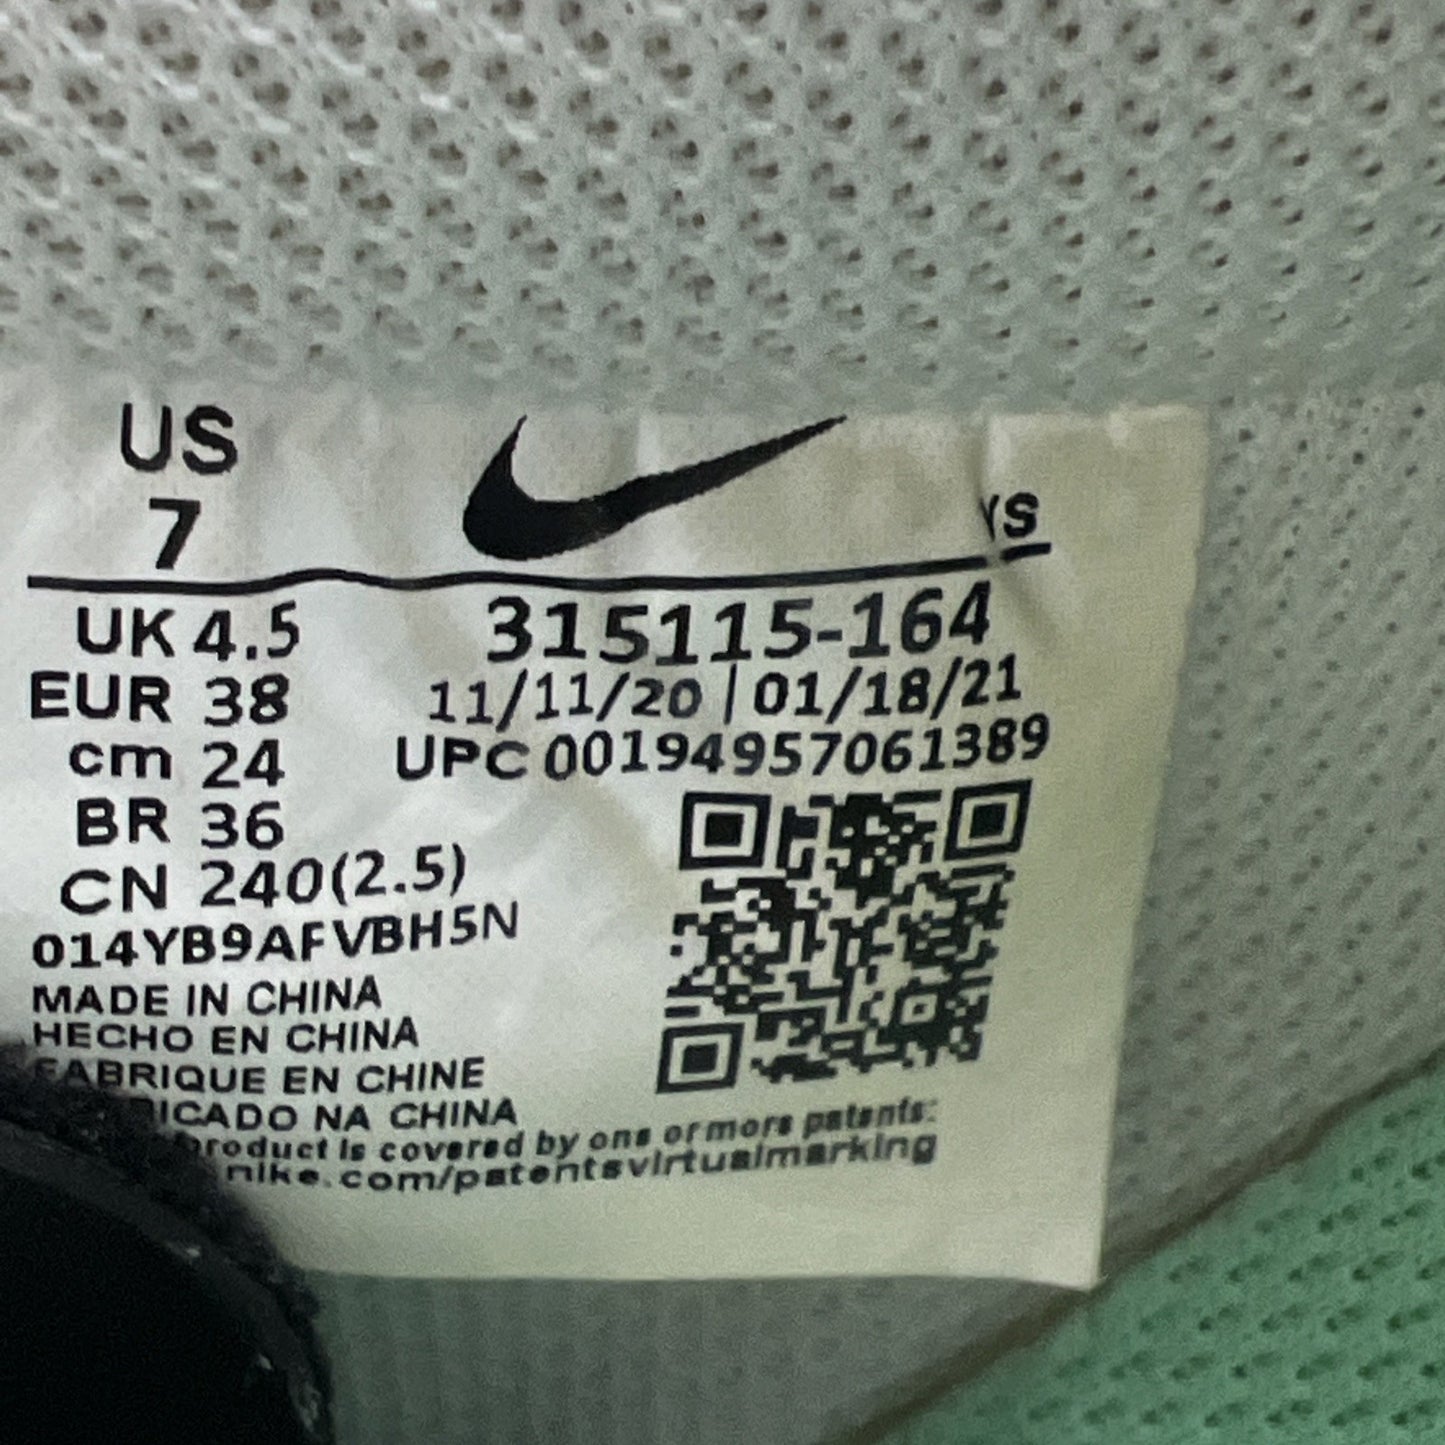 US
7
YS
UK 4.5
EUR 38
cm 24
BR 36
CN 240(2.5)
315115-164
11/11/20 | 01/18/21
UPC 00194957061389
014YB9AFVBH5N
MADE IN CHINA
HECHO EN CHINA
FABRIQUE EN CHINE
RICADO NA CHINA
product is covered by one or more patents:
nike.com/patentsvirtualmarking